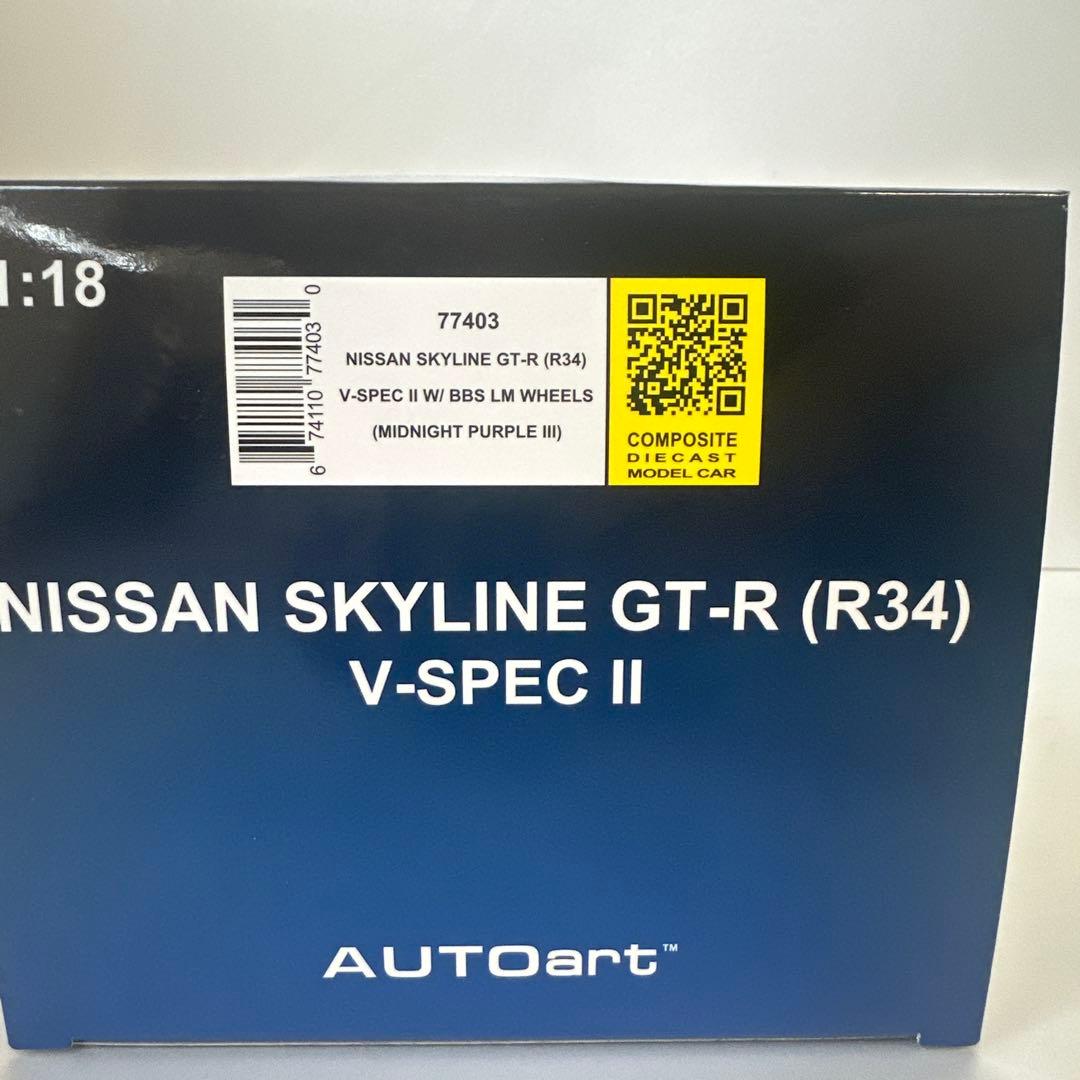 1:18
77403
NISSAN SKYLINE GT-R (R34)
V-SPEC II W/ BBS LM WHEELS
(MIDNIGHT PURPLE III)
6 74110 77403 0
COMPOSITE
DIECAST
MODEL CAR
NISSAN SKYLINE GT-R (R34)
V-SPEC II
AUTOart™